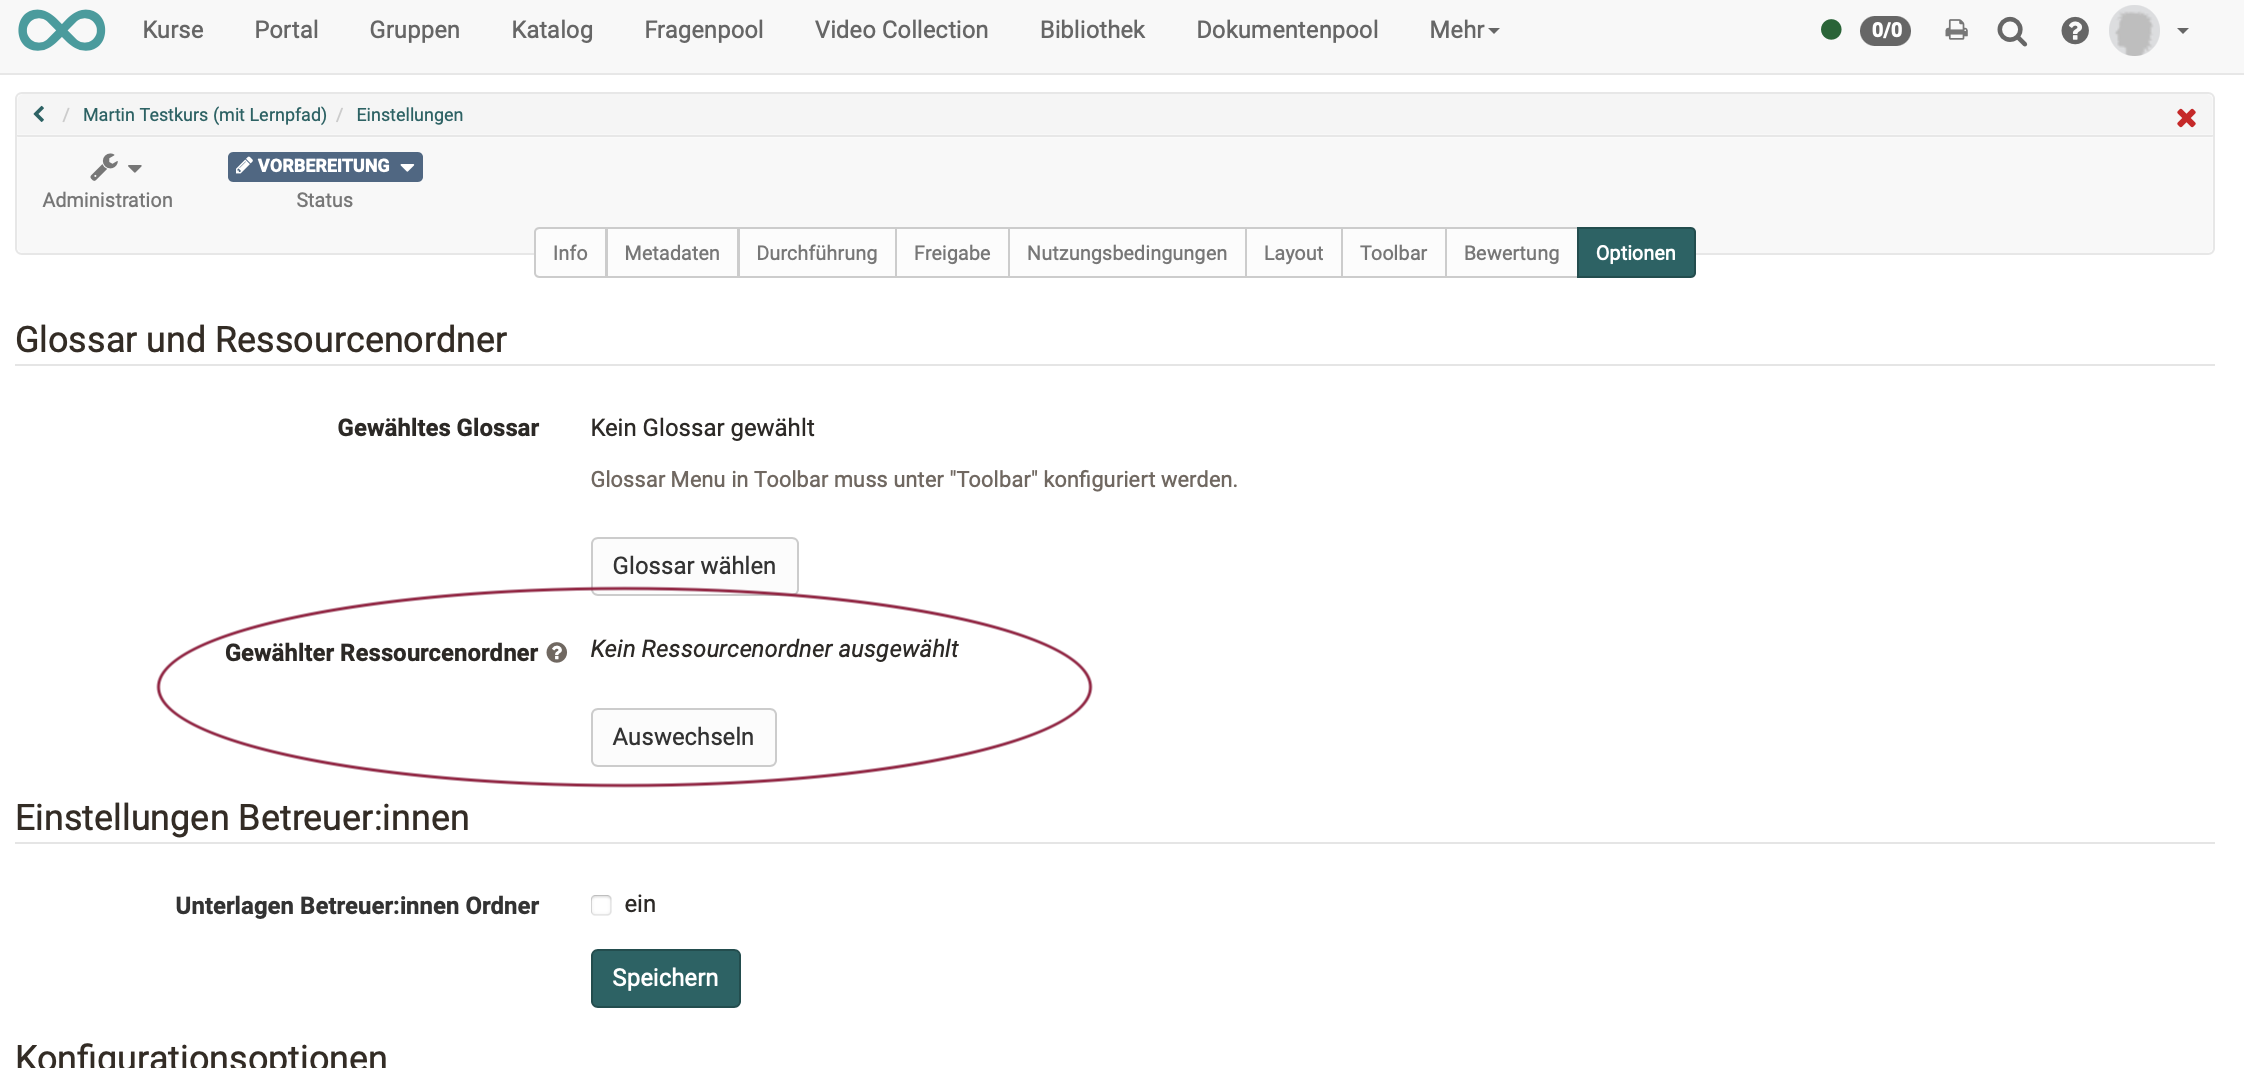 Kurse Portal Gruppen Katalog Fragenpool Video Collection Bibliothek Dokumentenpool Mehr 0/0
/ Martin Testkurs (mit Lernpfad) / Einstellungen
VORBEREITUNG
Administration Status
Info Metadaten Durchführung Freigabe Nutzungsbedingungen Layout Toolbar Bewertung Optionen
Glossar und Ressourcenordner
Gewähltes Glossar Kein Glossar gewählt
Glossar Menu in Toolbar muss unter "Toolbar" konfiguriert werden.
Glossar wählen
Gewählter Ressourcenordner Kein Ressourcenordner ausgewählt
Auswechseln
Einstellungen Betreuer:innen
Unterlagen Betreuer:innen Ordner ein
Speichern
Konfigurationsoptionen